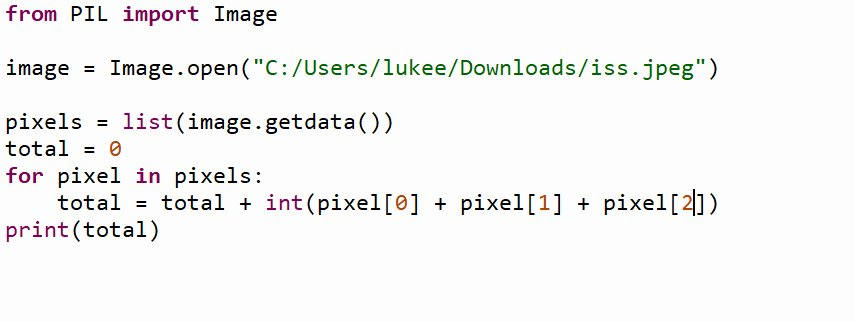 from PIL import Image
image = Image.open("C:/Users/lukee/Downloads/iss.jpeg")
pixels = list(image.getdata())
total = 0
for pixel in pixels:
    total = total + int(pixel[0] + pixel[1] + pixel[2])
print(total)